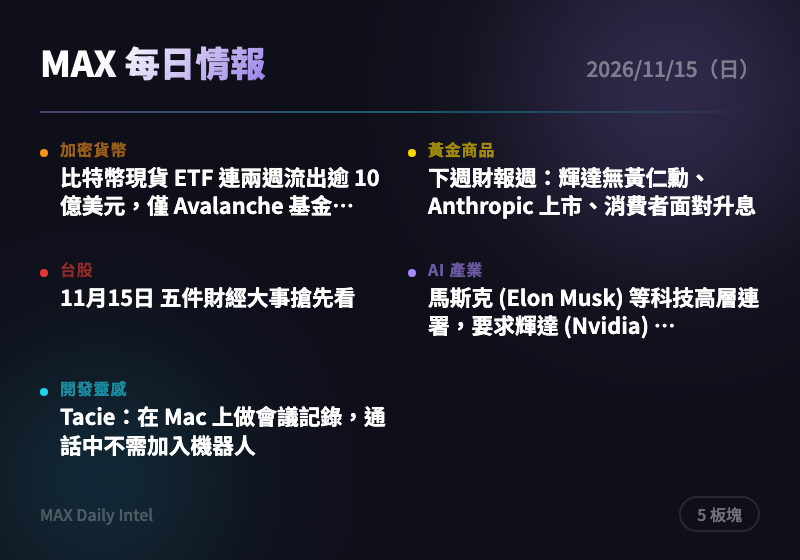 MAX 每日情報
2026/11/15（日）
加密貨幣
比特幣現貨 ETF 連兩週流出逾 10
億美元，僅 Avalanche 基金…
黃金商品
下週財報週：輝達無黃仁勳、
Anthropic 上市、消費者面對升息
台股
11月15日 五件財經大事搶先看
AI 產業
馬斯克 (Elon Musk) 等科技高層連
署，要求輝達 (Nvidia) …
開發靈感
Tacie：在 Mac 上做會議記錄，通
話中不需加入機器人
MAX Daily Intel
5 板塊